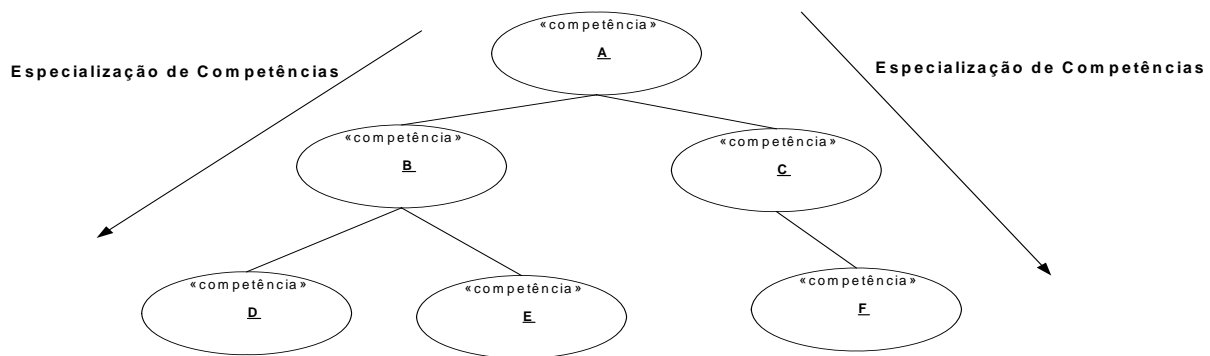 «competência»
A
Especialização de Competências
Especialização de Competências
«competência»
B
«competência»
C
«competência»
D
«competência»
E
«competência»
F